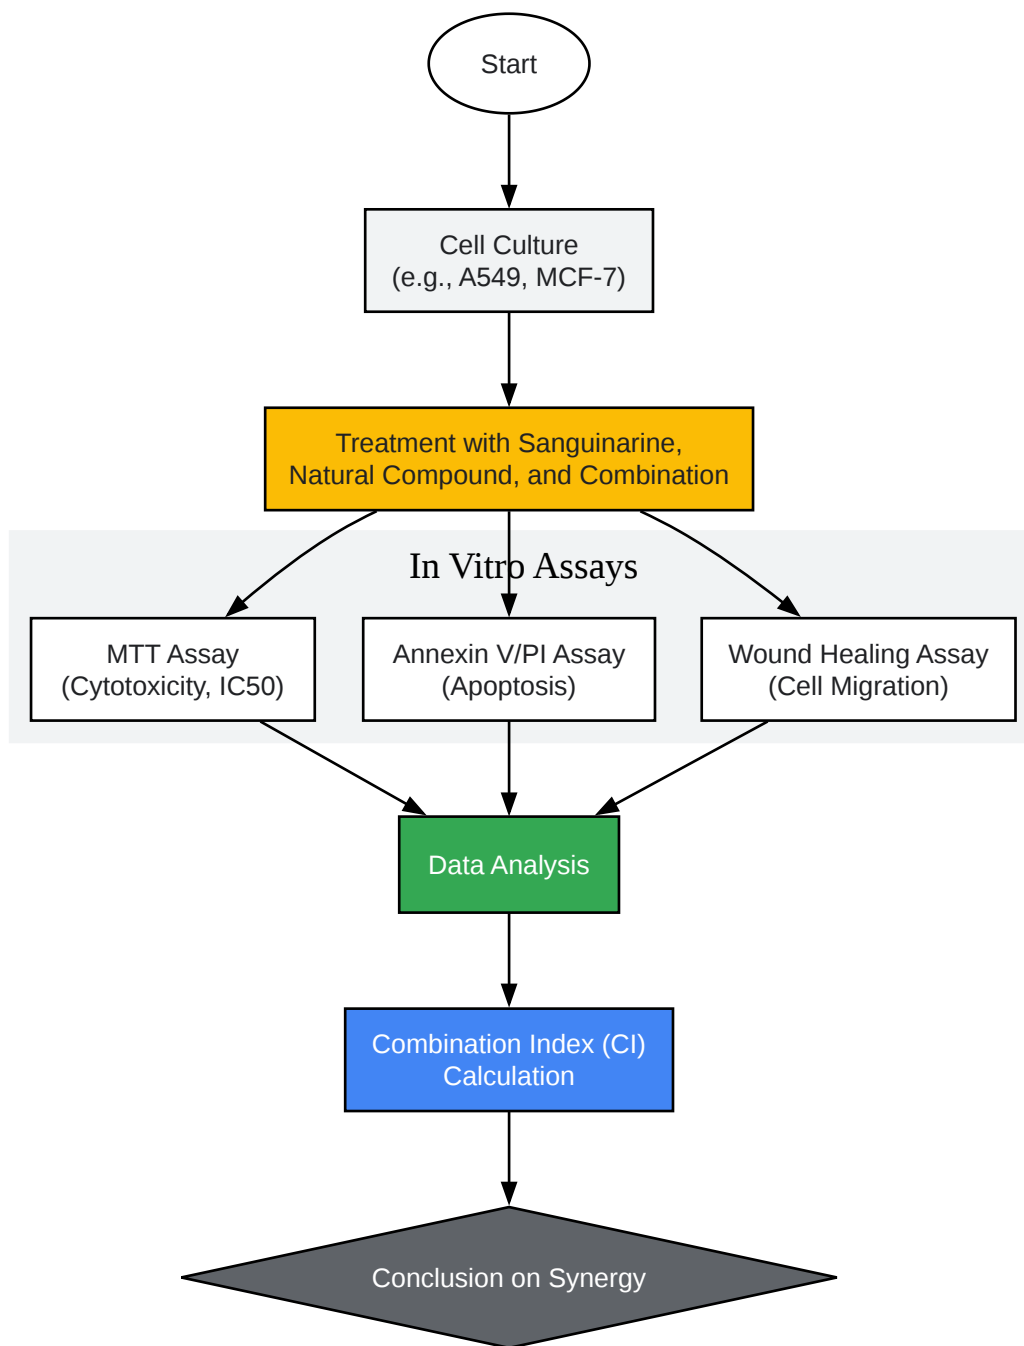 Start
Cell Culture
(e.g., A549, MCF-7)
Treatment with Sanguinarine,
Natural Compound, and Combination
In Vitro Assays
MTT Assay
(Cytotoxicity, IC50)
Annexin V/PI Assay
(Apoptosis)
Wound Healing Assay
(Cell Migration)
Data Analysis
Combination Index (CI)
Calculation
Conclusion on Synergy